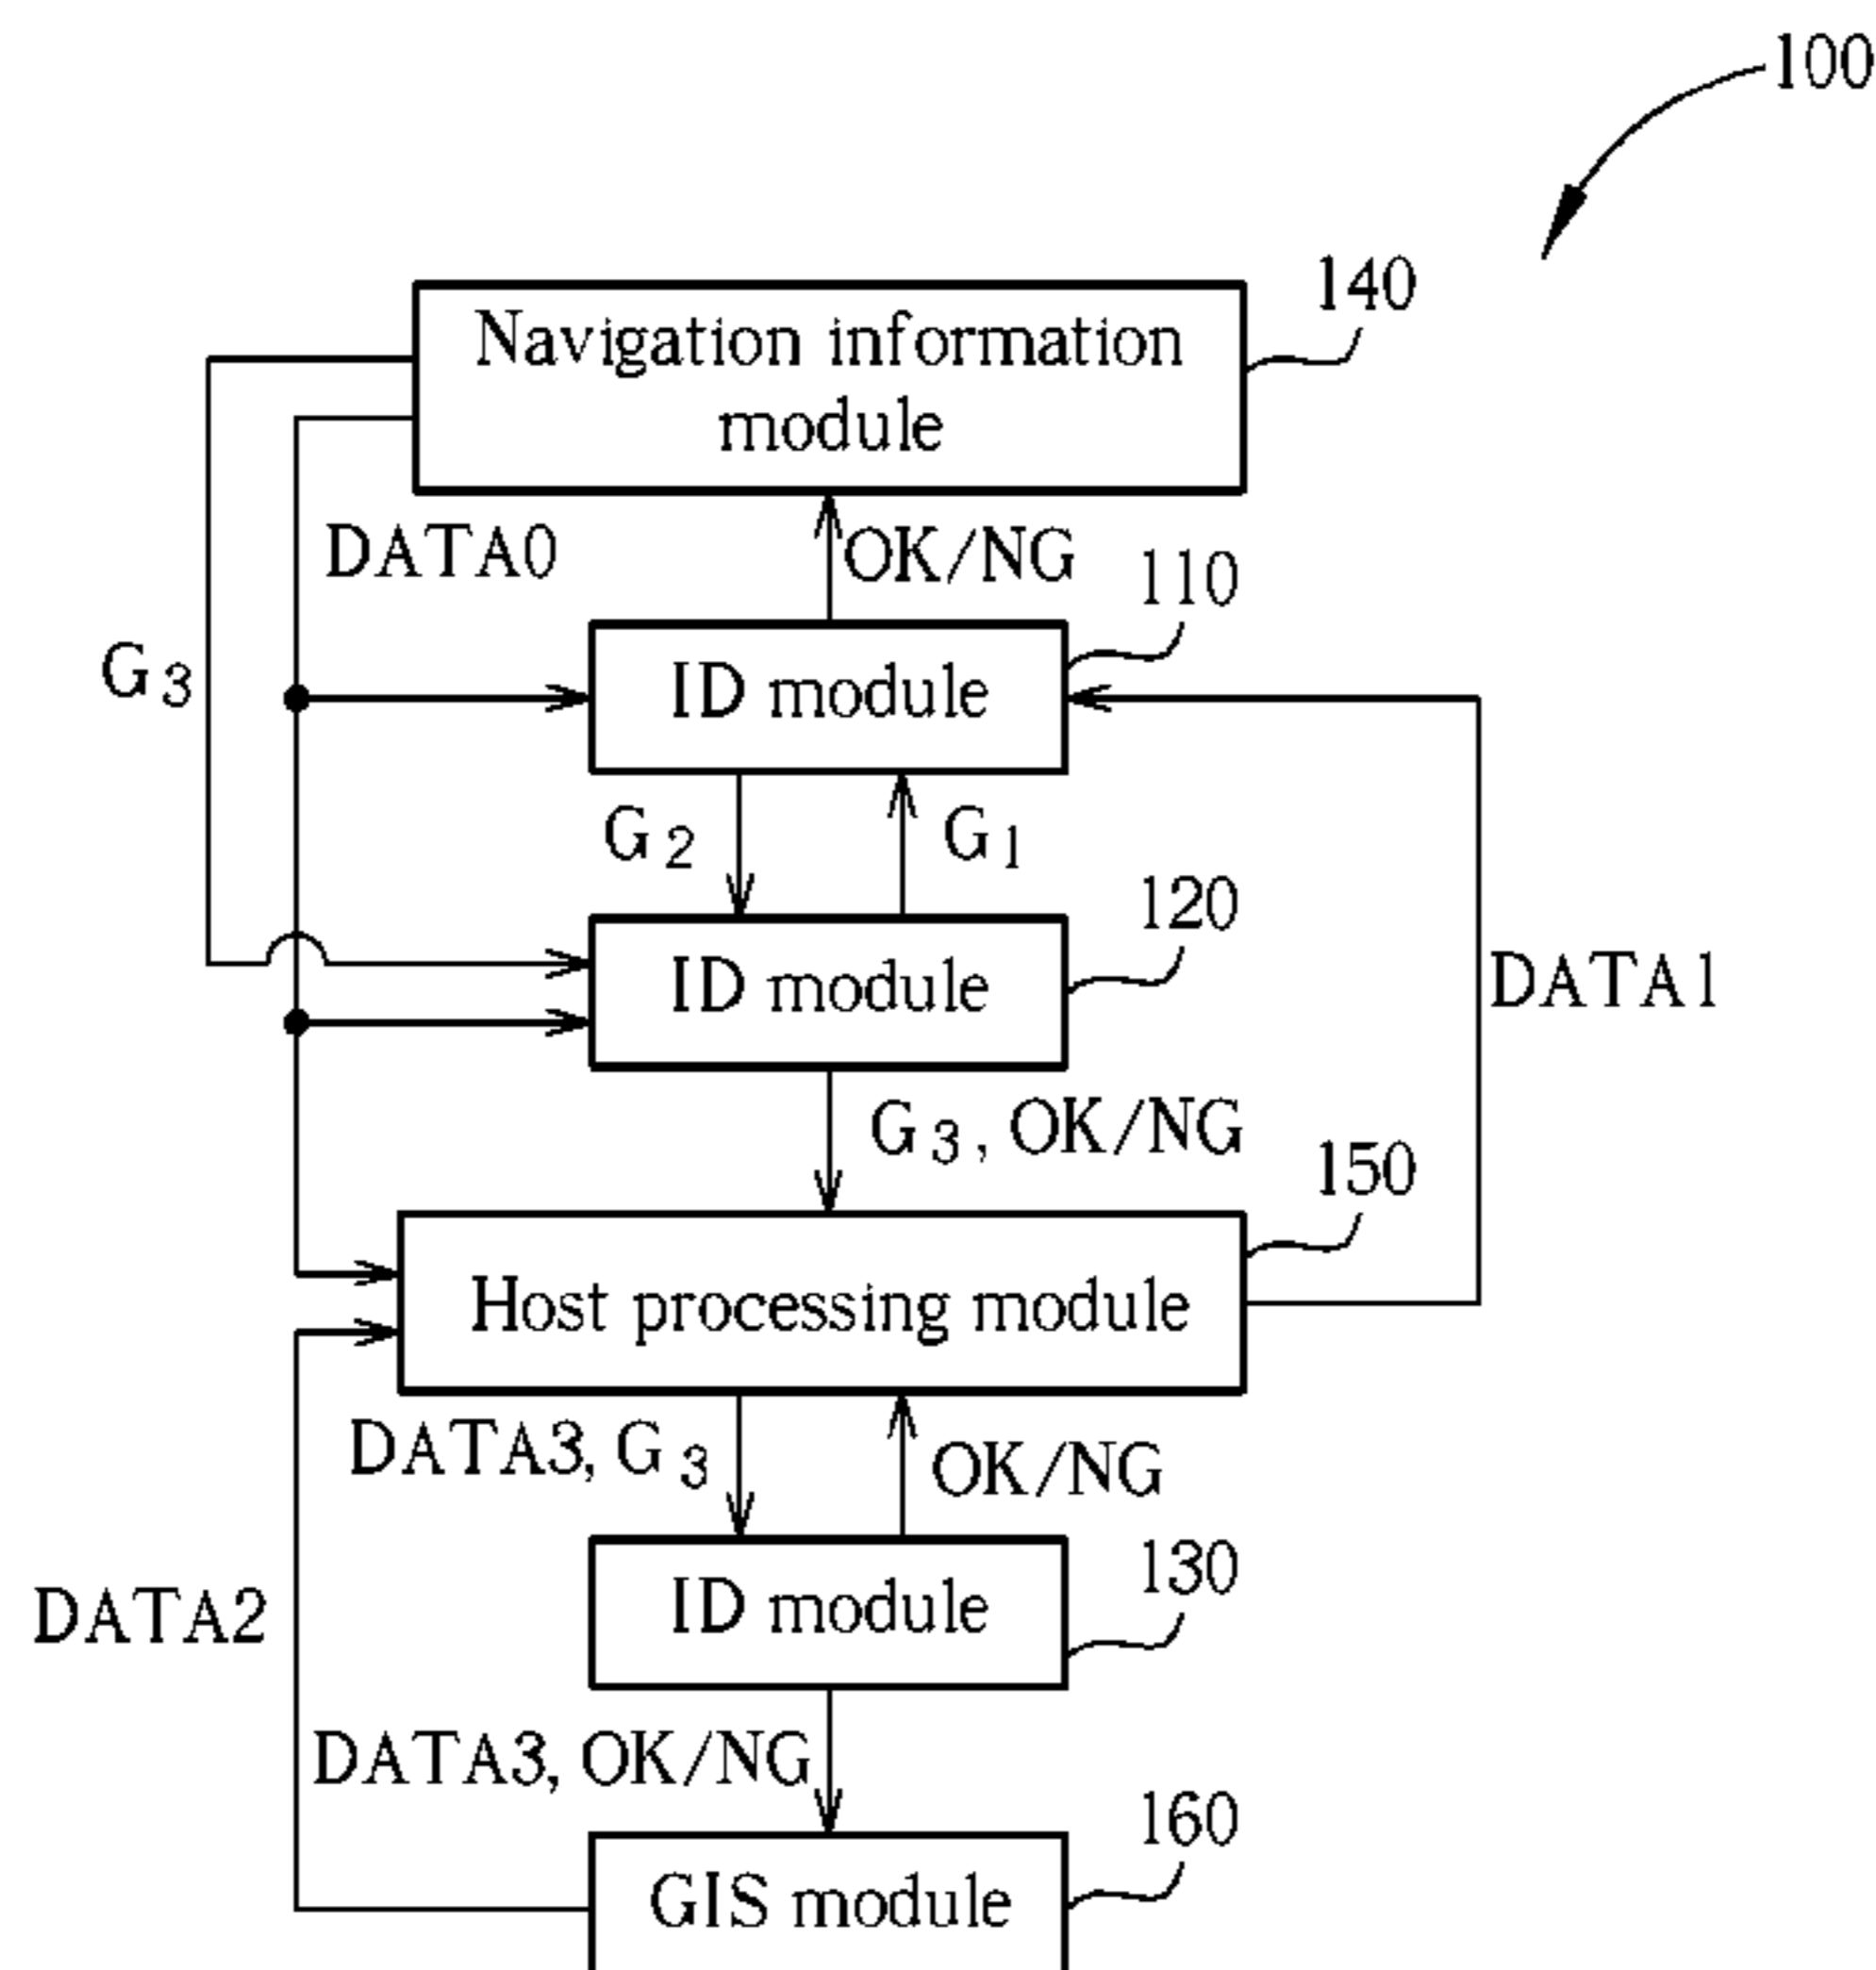 100
140
Navigation information
module
DATA0
OK/NG
110
G3
ID module
G2
G1
120
ID module
DATA1
G3, OK/NG
150
Host processing module
DATA3, G3
OK/NG
130
ID module
DATA2
DATA3, OK/NG
160
GIS module